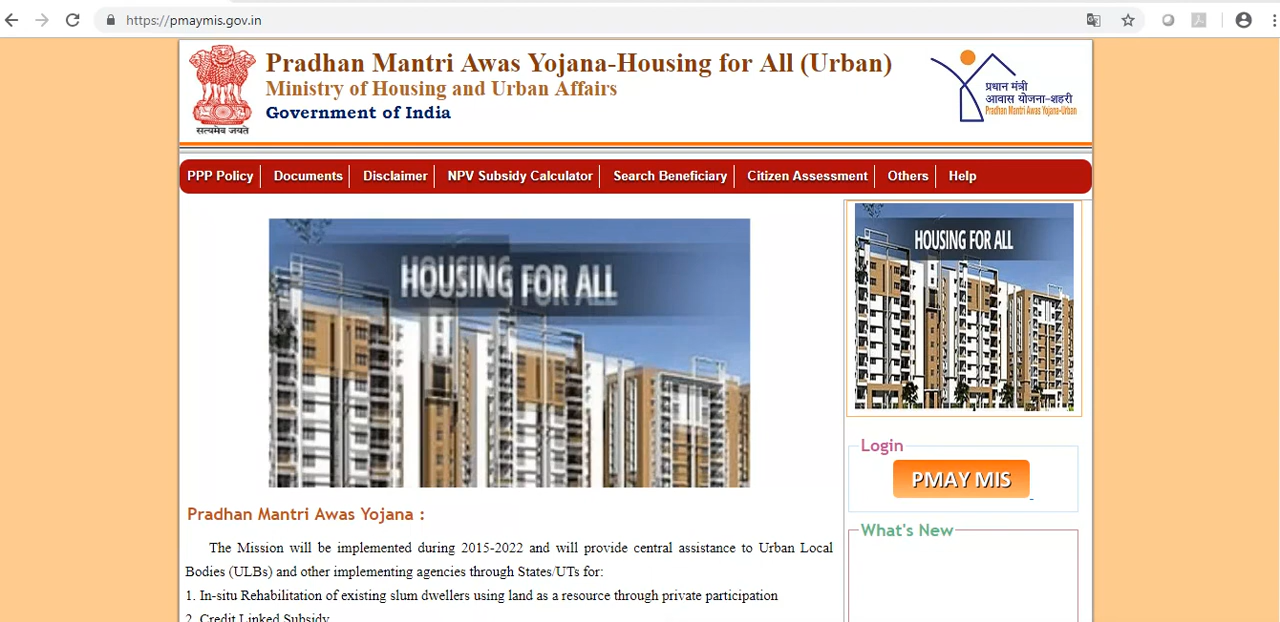 https://pmaymis.gov.in
Pradhan Mantri Awas Yojana-Housing for All (Urban)
Ministry of Housing and Urban Affairs
Government of India
सत्यमेव जयते
प्रधान मंत्री
आवास योजना-शहरी
Pradhan Mantri Awas Yojana-Urban
PPP Policy Documents Disclaimer NPV Subsidy Calculator Search Beneficiary Citizen Assessment Others Help
HOUSING FOR ALL
HOUSING FOR ALL
Login
PMAY MIS
What's New
Pradhan Mantri Awas Yojana :
The Mission will be implemented during 2015-2022 and will provide central assistance to Urban Local
Bodies (ULBs) and other implementing agencies through States/UTs for:
1. In-situ Rehabilitation of existing slum dwellers using land as a resource through private participation
2. Credit Linked Subsidy